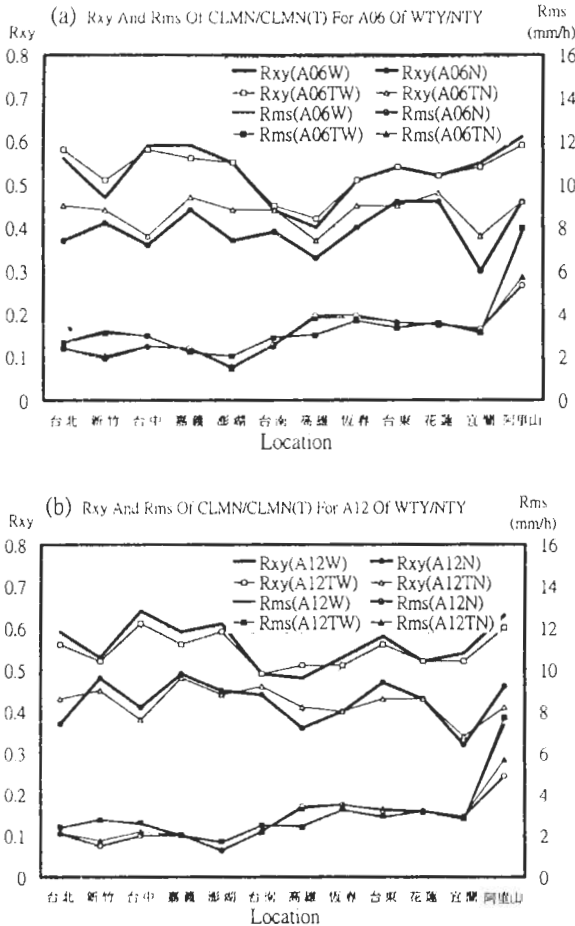 (a) Rxy And Rms Of CLMN/CLMN(T) For A06 Of WTY/NTY
Rxy
Rms
(mm/h)
0.8
0.7
0.6
0.5
0.4
0.3
0.2
0.1
0
16
14
12
10
8
6
4
2
0
Rxy(A06W) Rxy(A06N)
Rxy(A06TW) Rxy(A06TN)
Rms(A06W) Rms(A06N)
Rms(A06TW) Rms(A06TN)
台北 新竹 台中 嘉義 澎湖 台南 高雄 恆春 台東 花蓮 宜蘭 阿里山
Location
(b) Rxy And Rms Of CLMN/CLMN(T) For A12 Of WTY/NTY
Rxy
Rms
(mm/h)
0.8
0.7
0.6
0.5
0.4
0.3
0.2
0.1
0
16
14
12
10
8
6
4
2
0
Rxy(A12W) Rxy(A12N)
Rxy(A12TW) Rxy(A12TN)
Rms(A12W) Rms(A12N)
Rms(A12TW) Rms(A12TN)
台北 新竹 台中 嘉義 澎湖 台南 高雄 恆春 台東 花蓮 宜蘭 阿里山
Location